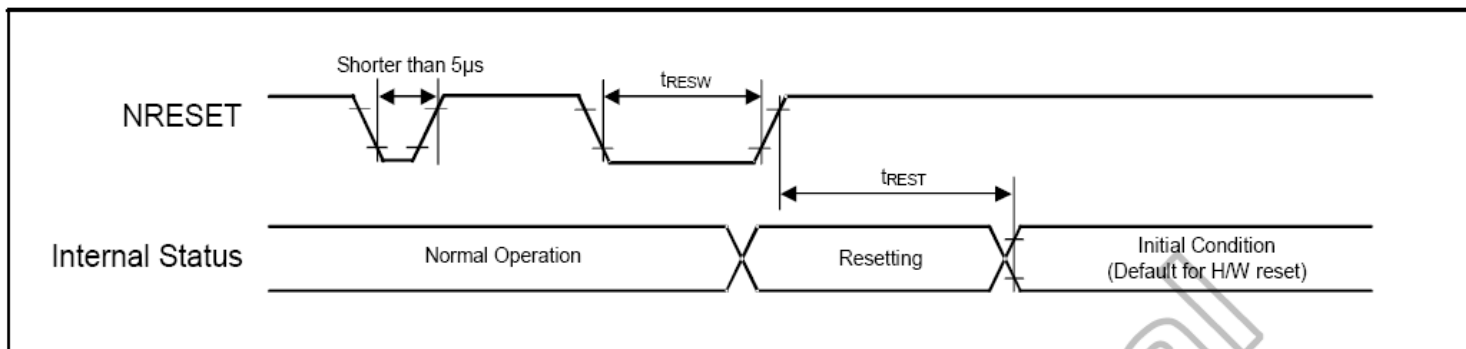 Shorter than 5µs
tRESW
NRESET
tREST
Internal Status
Normal Operation
Resetting
Initial Condition
(Default for H/W reset)